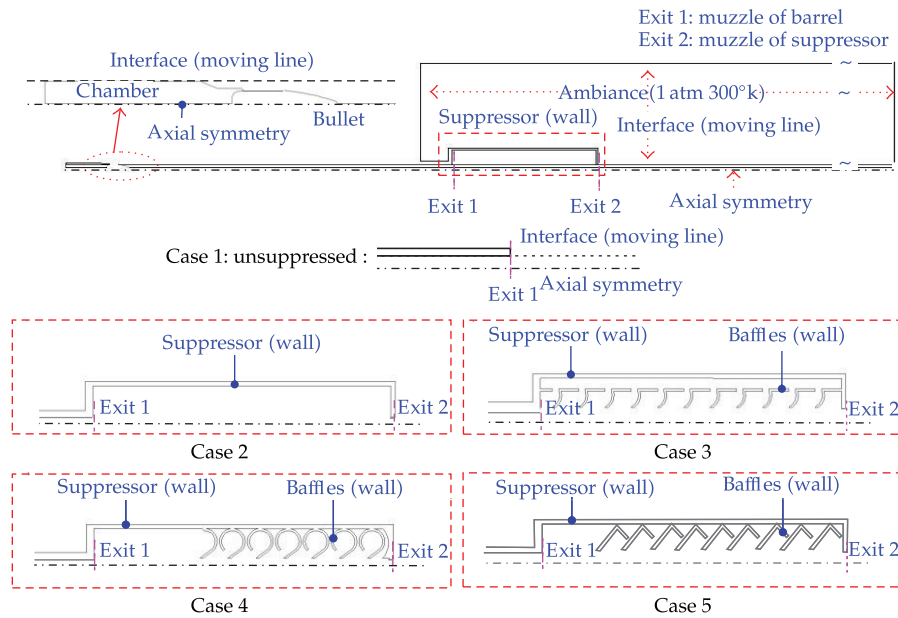 Exit 1: muzzle of barrel
Exit 2: muzzle of suppressor
Interface (moving line)
Chamber
Axial symmetry
Bullet
~
Ambiance(1 atm 300°k)
~
Suppressor (wall)
Interface (moving line)
~
Exit 1
Exit 2
Axial symmetry
Case 1: unsuppressed :
Interface (moving line)
Exit 1
Axial symmetry
Suppressor (wall)
Exit 1
Exit 2
Case 2
Suppressor (wall)
Baffles (wall)
Exit 1
Exit 2
Case 3
Suppressor (wall)
Baffles (wall)
Exit 1
Exit 2
Case 4
Suppressor (wall)
Baffles (wall)
Exit 1
Exit 2
Case 5